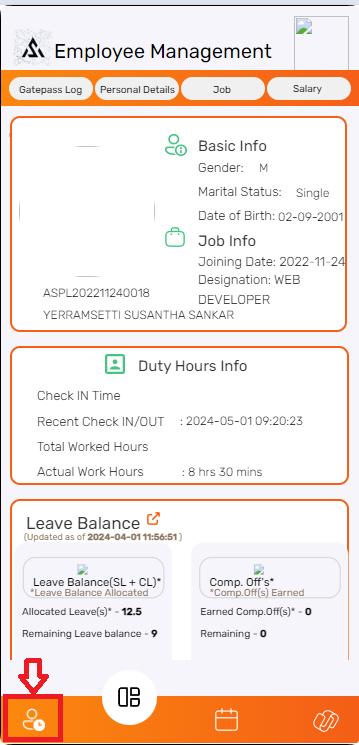 Employee Management
Gatepass Log Personal Details Job Salary
Basic Info
Gender: M
Marital Status: Single
Date of Birth: 02-09-2001
Job Info
Joining Date: 2022-11-24
Designation: WEB
DEVELOPER
ASPL202211240018
YERRAMSETTI SUSANTHA SANKAR
Duty Hours Info
Check IN Time
Recent Check IN/OUT : 2024-05-01 09:20:23
Total Worked Hours
Actual Work Hours : 8 hrs 30 mins
Leave Balance
(Updated as of 2024-04-01 11:56:51 )
Leave Balance(SL + CL)*
*Leave Balance Allocated
Allocated Leave(s)* - 12.5
Remaining Leave balance - 9
Comp. Off's*
*Comp.Off(s) Earned
Earned Comp.Off(s)* - 0
Remaining - 0